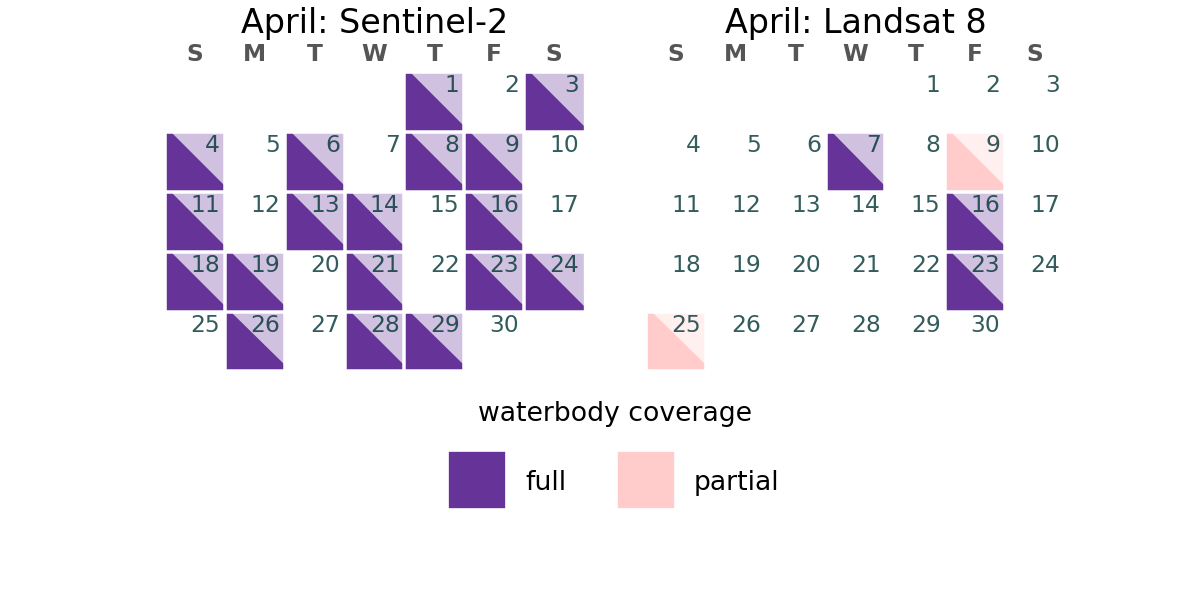 April: Sentinel-2
S M T W T F S
1 2 3
4 5 6 7 8 9 10
11 12 13 14 15 16 17
18 19 20 21 22 23 24
25 26 27 28 29 30
April: Landsat 8
S M T W T F S
1 2 3
4 5 6 7 8 9 10
11 12 13 14 15 16 17
18 19 20 21 22 23 24
25 26 27 28 29 30
waterbody coverage
full partial